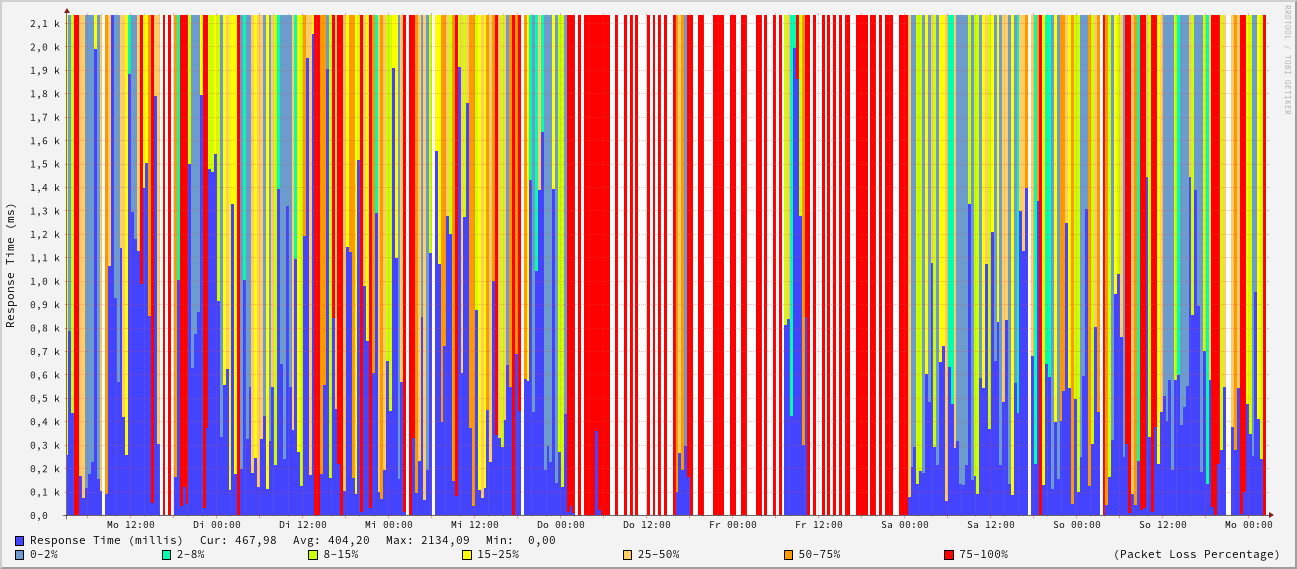 RRDTOOL / TOBI OETIKER
Response Time (ms)
2,1 k
2,0 k
1,9 k
1,8 k
1,7 k
1,6 k
1,5 k
1,4 k
1,3 k
1,2 k
1,1 k
1,0 k
0,9 k
0,8 k
0,7 k
0,6 k
0,5 k
0,4 k
0,3 k
0,2 k
0,1 k
0,0
Mo 12:00 Di 00:00 Di 12:00 Mi 00:00 Mi 12:00 Do 00:00 Do 12:00 Fr 00:00 Fr 12:00 Sa 00:00 Sa 12:00 So 00:00 So 12:00 Mo 00:00
Response Time (millis) Cur: 467,98 Avg: 404,20 Max: 2134,09 Min: 0,00
0-2% 2-8% 8-15% 15-25% 25-50% 50-75% 75-100% (Packet Loss Percentage)